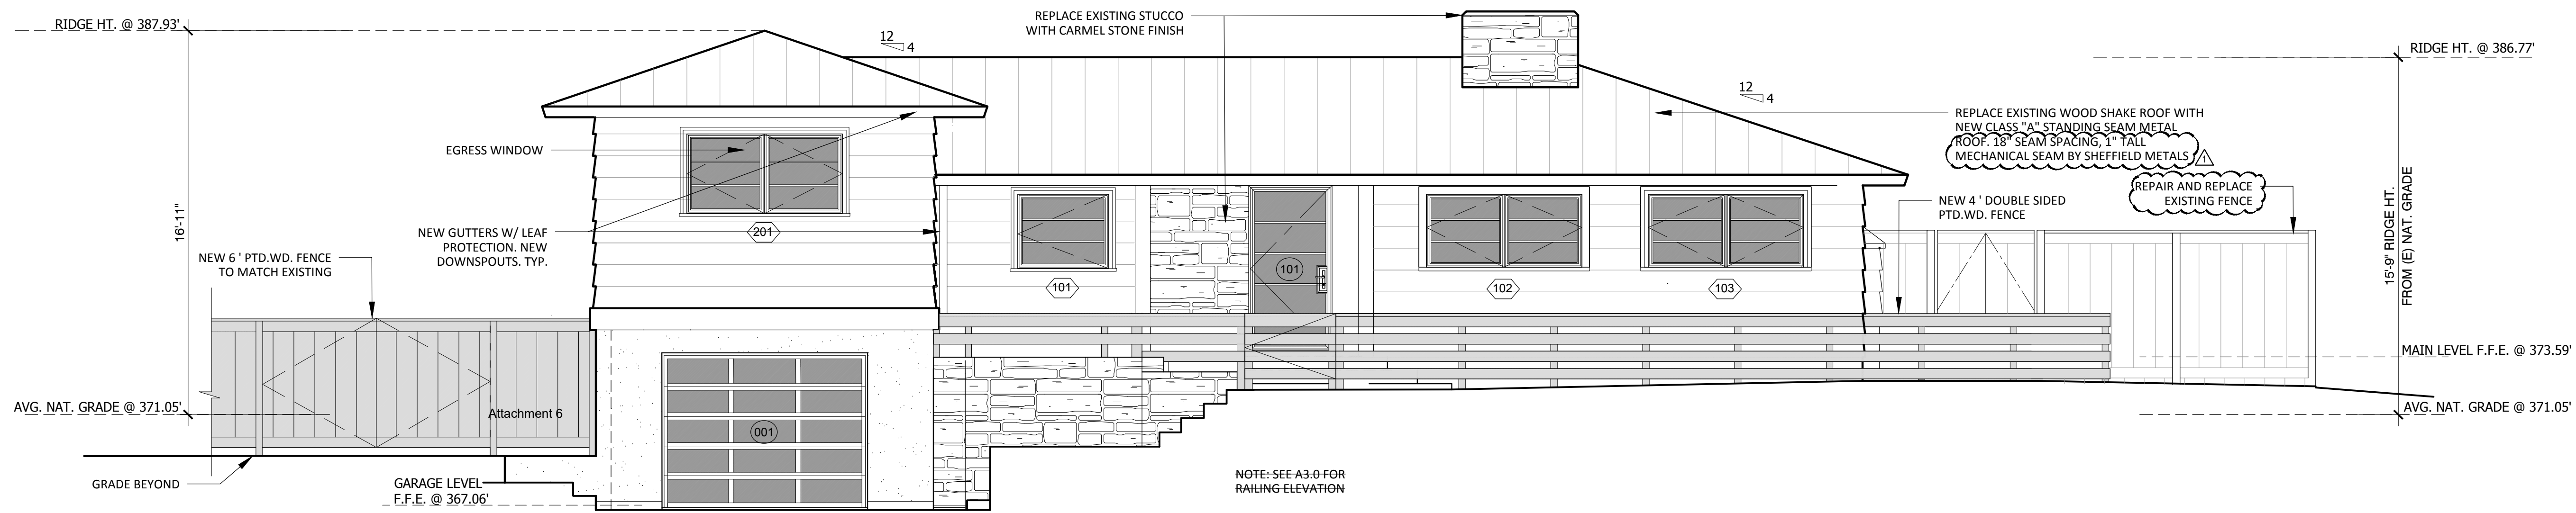 RIDGE HT. @ 387.93'
16'-11"
AVG. NAT. GRADE @ 371.05'
NEW 6 ' PTD.WD. FENCE
TO MATCH EXISTING
GRADE BEYOND
GARAGE LEVEL
F.F.E. @ 367.06'
Attachment 6
EGRESS WINDOW
NEW GUTTERS W/ LEAF
PROTECTION. NEW
DOWNSPOUTS. TYP.
201
001
12
4
REPLACE EXISTING STUCCO
WITH CARMEL STONE FINISH
101
101
102
103
NOTE: SEE A3.0 FOR
RAILING ELEVATION
12
4
REPLACE EXISTING WOOD SHAKE ROOF WITH
NEW CLASS "A" STANDING SEAM METAL
ROOF. 18" SEAM SPACING, 1" TALL
MECHANICAL SEAM BY SHEFFIELD METALS
1
NEW 4 ' DOUBLE SIDED
PTD.WD. FENCE
REPAIR AND REPLACE
EXISTING FENCE
RIDGE HT. @ 386.77'
15'-9" RIDGE HT.
FROM (E) NAT. GRADE
MAIN LEVEL F.F.E. @ 373.59'
AVG. NAT. GRADE @ 371.05'